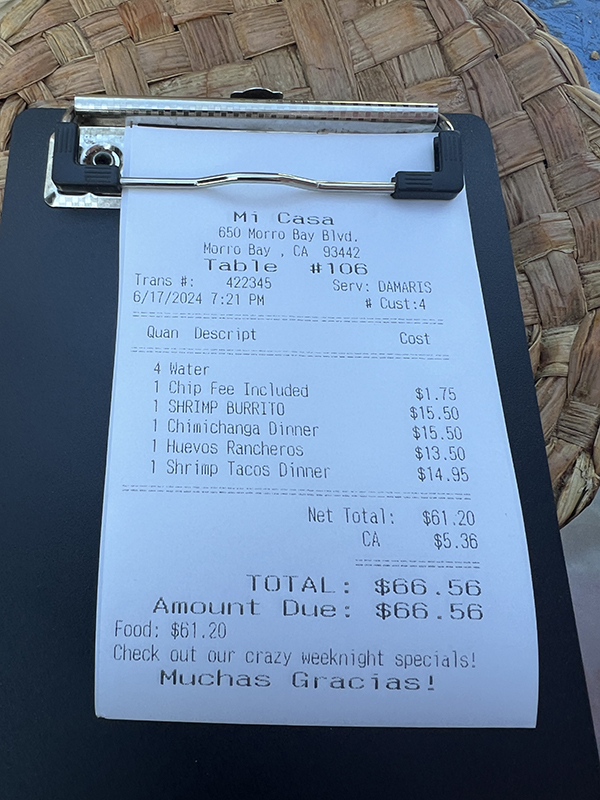 Mi Casa
650 Morro Bay Blvd.
Morro Bay , CA 93442
Table #106
Trans #: 422345 Serv: DAMARIS
6/17/2024 7:21 PM # Cust:4
Quan Descript Cost
4 Water
1 Chip Fee Included $1.75
1 SHRIMP BURRITO $15.50
1 Chimichanga Dinner $15.50
1 Huevos Rancheros $13.50
1 Shrimp Tacos Dinner $14.95
Net Total: $61.20
CA $5.36
TOTAL: $66.56
Amount Due: $66.56
Food: $61.20
Check out our crazy weeknight specials!
Muchas Gracias!